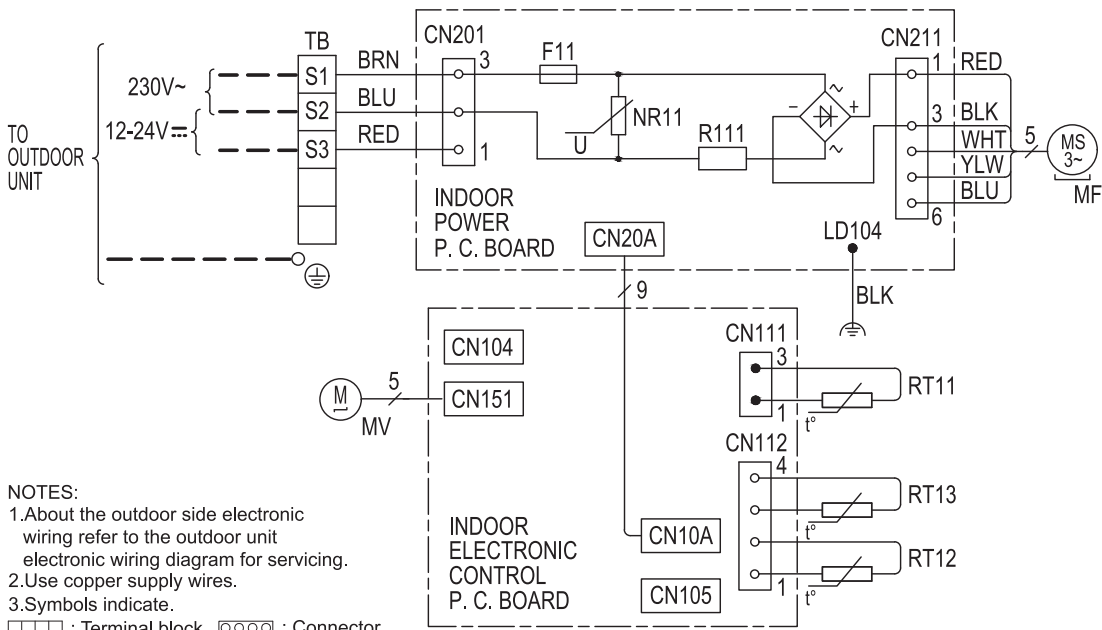 TB
CN201
F11
CN211
BRN
3
1
RED
230V~
S1
BLU
S2
NR11
3
BLK
12-24V⎓
RED
WHT
5
MS
3~
TO
OUTDOOR
UNIT
S3
1
U
R111
YLW
BLU
MF
6
INDOOR
POWER
P. C. BOARD
CN20A
LD104
9
BLK
CN104
CN111
3
RT11
M
5
CN151
MV
1
t°
CN112
4
RT13
t°
NOTES:
1.About the outdoor side electronic
wiring refer to the outdoor unit
electronic wiring diagram for servicing.
2.Use copper supply wires.
3.Symbols indicate.
: Terminal block
: Connector
INDOOR
ELECTRONIC
CONTROL
P. C. BOARD
CN10A
CN105
RT12
1
t°